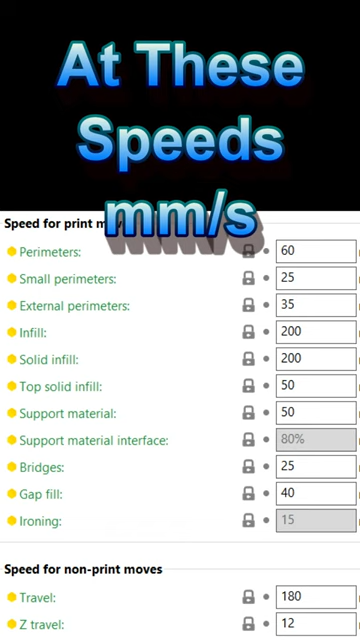 At These
Speeds
mm/s
Speed for print
Perimeters: 60
Small perimeters: 25
External perimeters: 35
Infill: 200
Solid infill: 200
Top solid infill: 50
Support material: 50
Support material interface: 80%
Bridges: 25
Gap fill: 40
Ironing: 15
Speed for non-print moves
Travel: 180
Z travel: 12